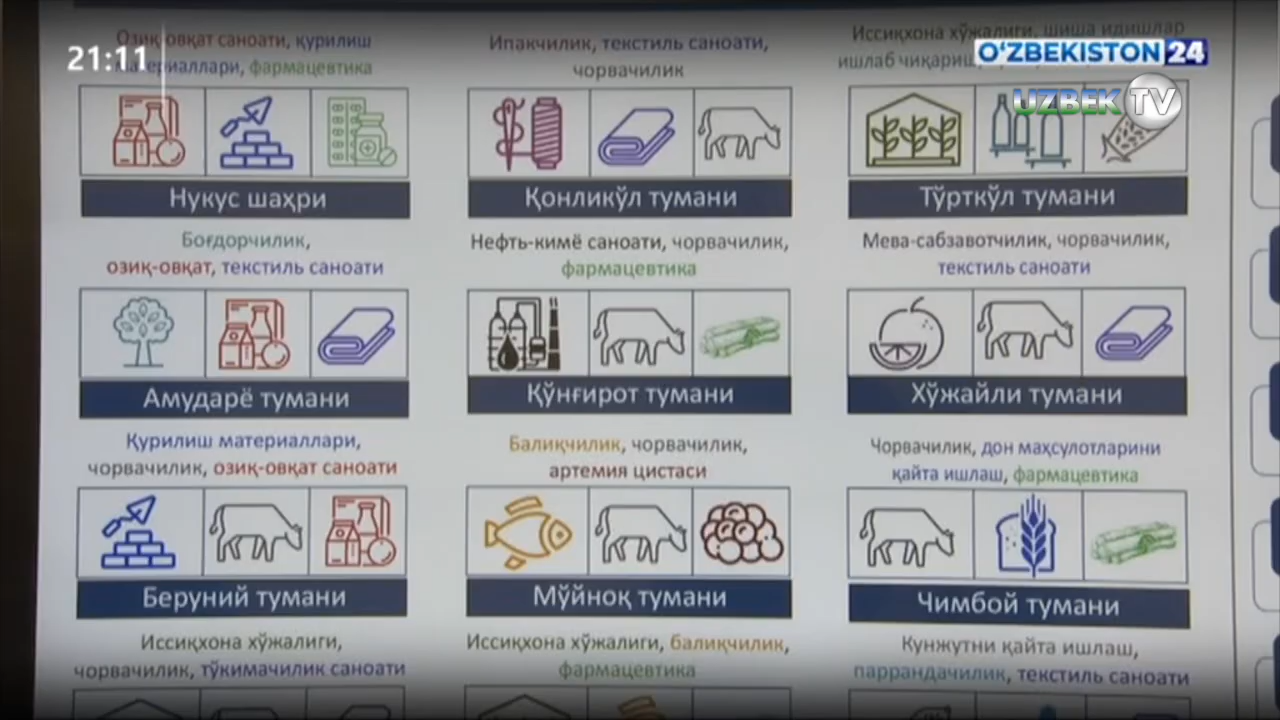 21:11
O‘ZBEKISTON 24
UZBEK TV
Озиқ-овқат саноати, қурилиш
материаллари, фармацевтика
Нукус шаҳри
Ипакчилик, текстиль саноати,
чорвачилик
Қонликўл тумани
Иссиқхона хўжалиги, шиша идишлар
ишлаб чиқариш,
Тўрткўл тумани
Боғдорчилик,
озиқ-овқат, текстиль саноати
Амударё тумани
Нефть-кимё саноати, чорвачилик,
фармацевтика
Қўнғирот тумани
Мева-сабзавотчилик, чорвачилик,
текстиль саноати
Хўжайли тумани
Қурилиш материаллари,
чорвачилик, озиқ-овқат саноати
Беруний тумани
Балиқчилик, чорвачилик,
артемия цистаси
Мўйноқ тумани
Чорвачилик, дон маҳсулотларини
қайта ишлаш, фармацевтика
Чимбой тумани
Иссиқхона хўжалиги,
чорвачилик, тўкимачилик саноати
Иссиқхона хўжалиги, балиқчилик,
фармацевтика
Кунжутни қайта ишлаш,
паррандачилик, текстиль саноати